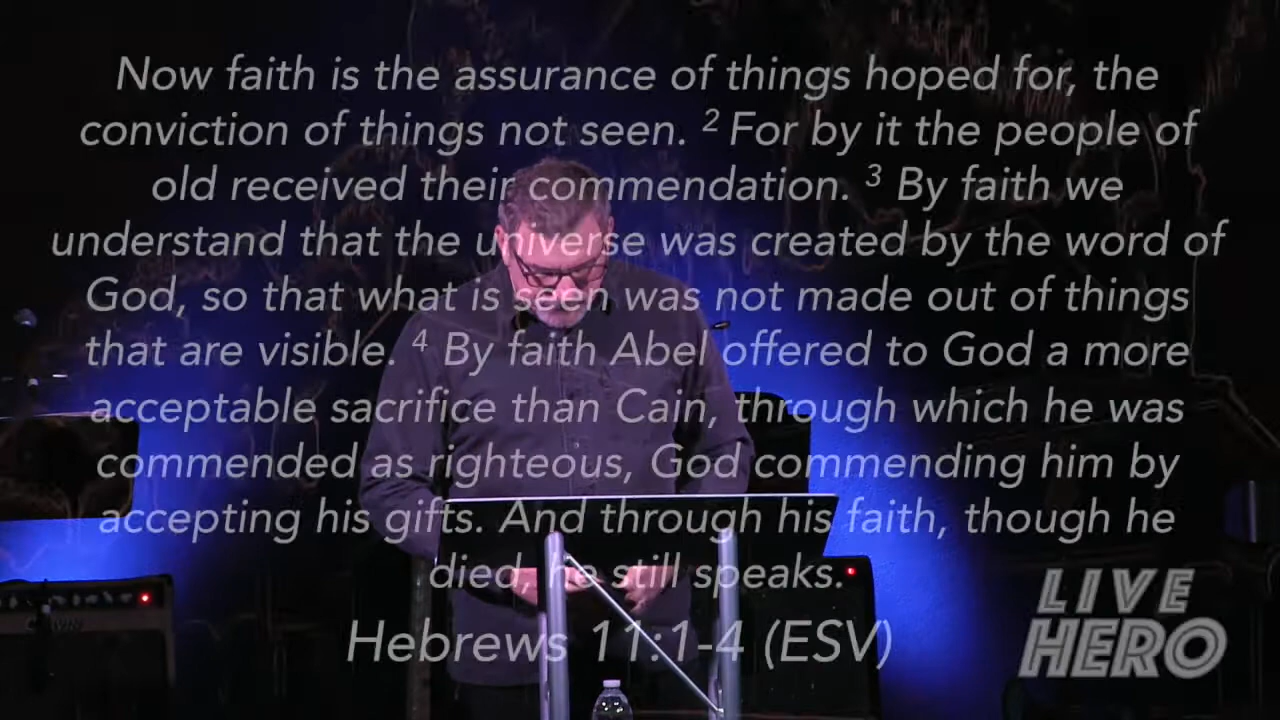 Now faith is the assurance of things hoped for, the
conviction of things not seen. ² For by it the people of
old received their commendation. ³ By faith we
understand that the universe was created by the word of
God, so that what is seen was not made out of things
that are visible. ⁴ By faith Abel offered to God a more
acceptable sacrifice than Cain, through which he was
commended as righteous, God commending him by
accepting his gifts. And through his faith, though he
died, he still speaks.
Hebrews 11:1-4 (ESV)
LIVE
HERO